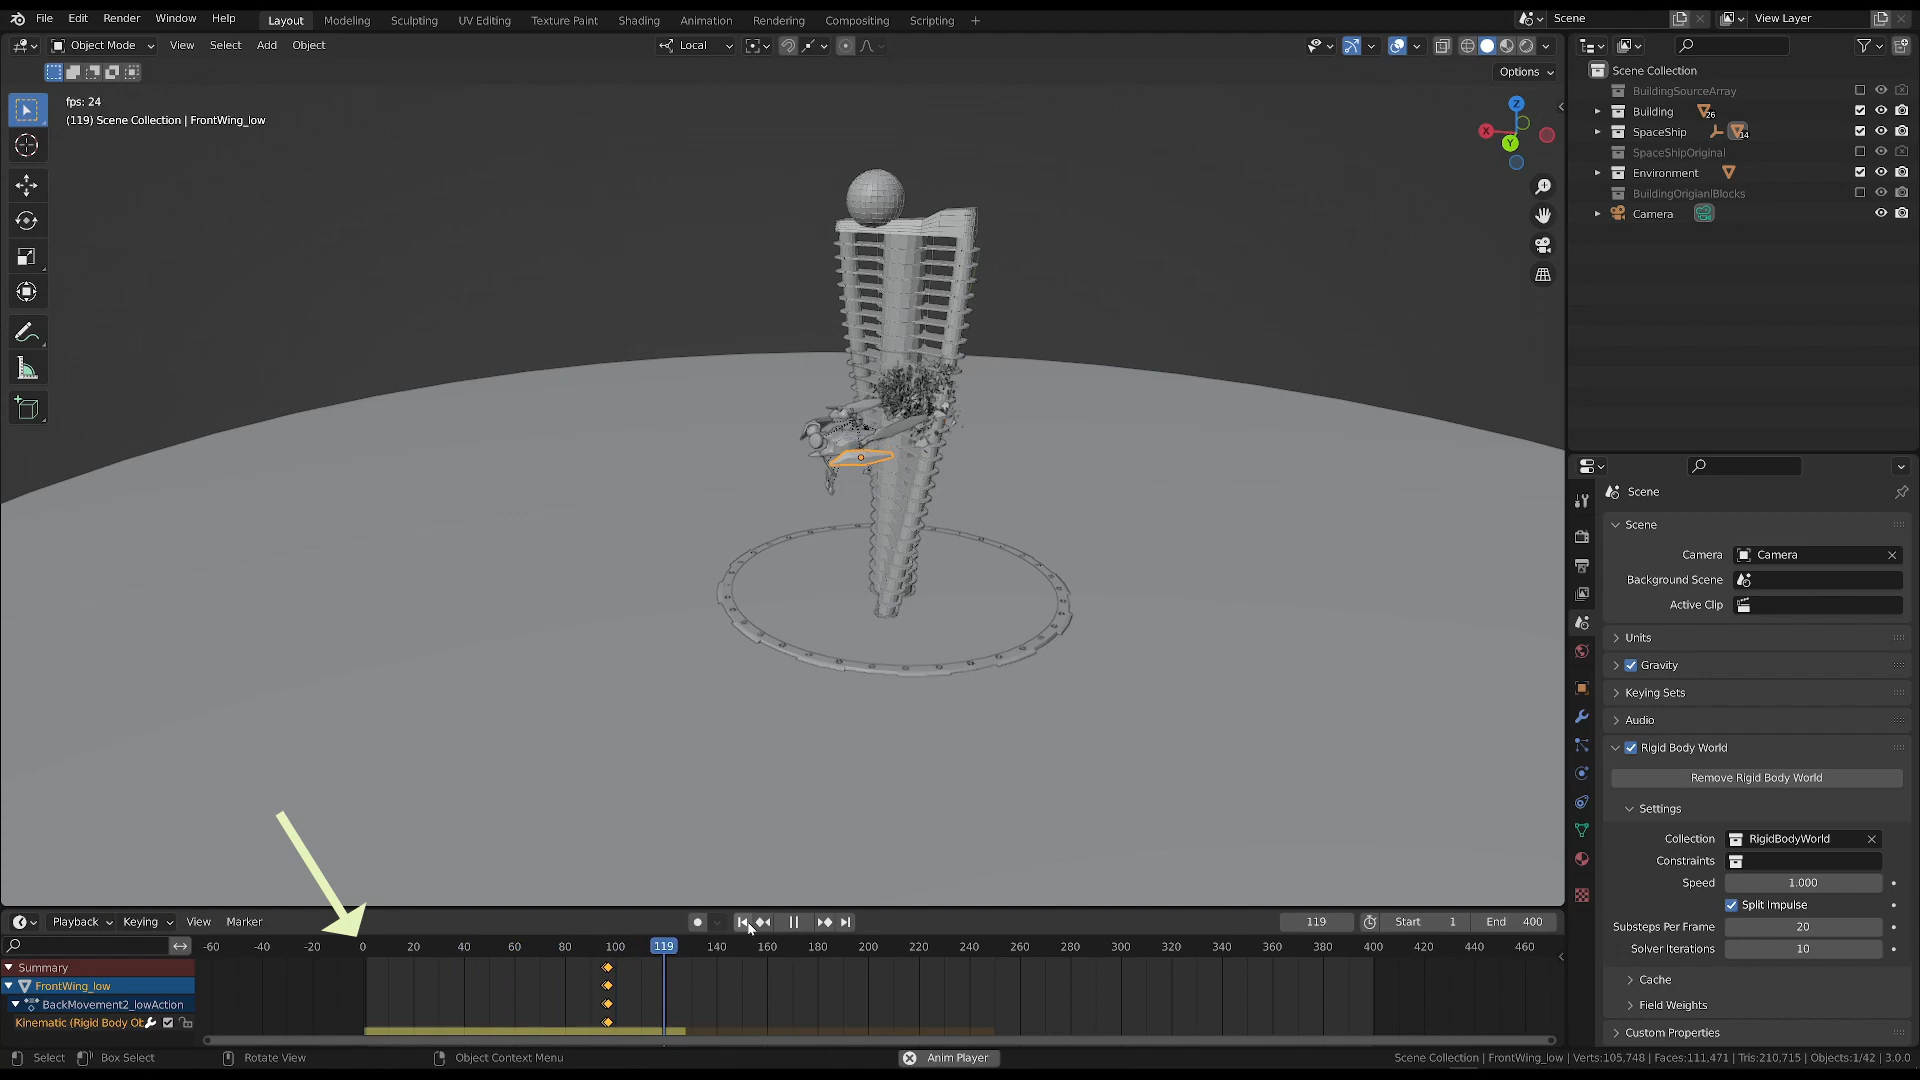 File Edit Render Window Help Layout Modeling Sculpting UV Editing Texture Paint Shading Animation Rendering Compositing Scripting + Scene View Layer
Object Mode View Select Add Object Local
Options
fps: 24
(119) Scene Collection | FrontWing_low
Z
X
Y
Scene Collection
BuildingSourceArray
Building 26
SpaceShip 14
SpaceShipOriginal
Environment
BuildingOrigianlBlocks
Camera
Scene
Scene
Camera Camera
Background Scene
Active Clip
Units
Gravity
Keying Sets
Audio
Rigid Body World
Remove Rigid Body World
Settings
Collection RigidBodyWorld
Constraints
Speed 1.000
Split Impulse
Substeps Per Frame 20
Solver Iterations 10
Cache
Field Weights
Custom Properties
Playback Keying View Marker 119 Start 1 End 400
-60 -40 -20 0 20 40 60 80 100 119 140 160 180 200 220 240 260 280 300 320 340 360 380 400 420 440 460
Summary
FrontWing_low
BackMovement2_lowAction
Kinematic (Rigid Body Ob
Select Box Select Rotate View Object Context Menu Anim Player Scene Collection | FrontWing_low | Verts:105,748 | Faces:111,471 | Tris:210,715 | Objects:1/42 | 3.0.0